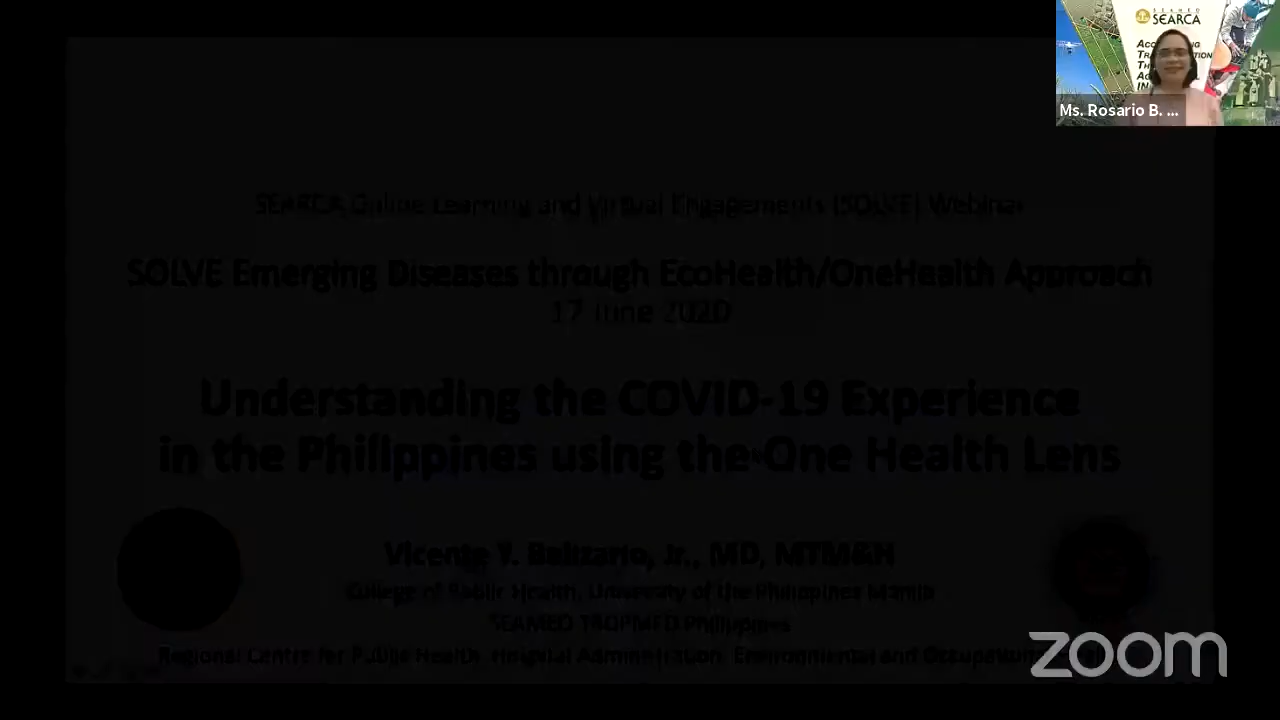 SEAMEO
SEARCA
Ms. Rosario B. ...
SEARCA Online Learning and Virtual Engagements (SOLVE) Webinar
SOLVE Emerging Diseases through EcoHealth/OneHealth Approach
17 June 2020
Understanding the COVID-19 Experience
in the Philippines using the One Health Lens
Vicente Y. Belizario, Jr., MD, MTM&H
College of Public Health, University of the Philippines Manila
SEAMEO TROPMED Philippines
Regional Centre for Public Health, Hospital Administration, Environmental and Occupational
zoom